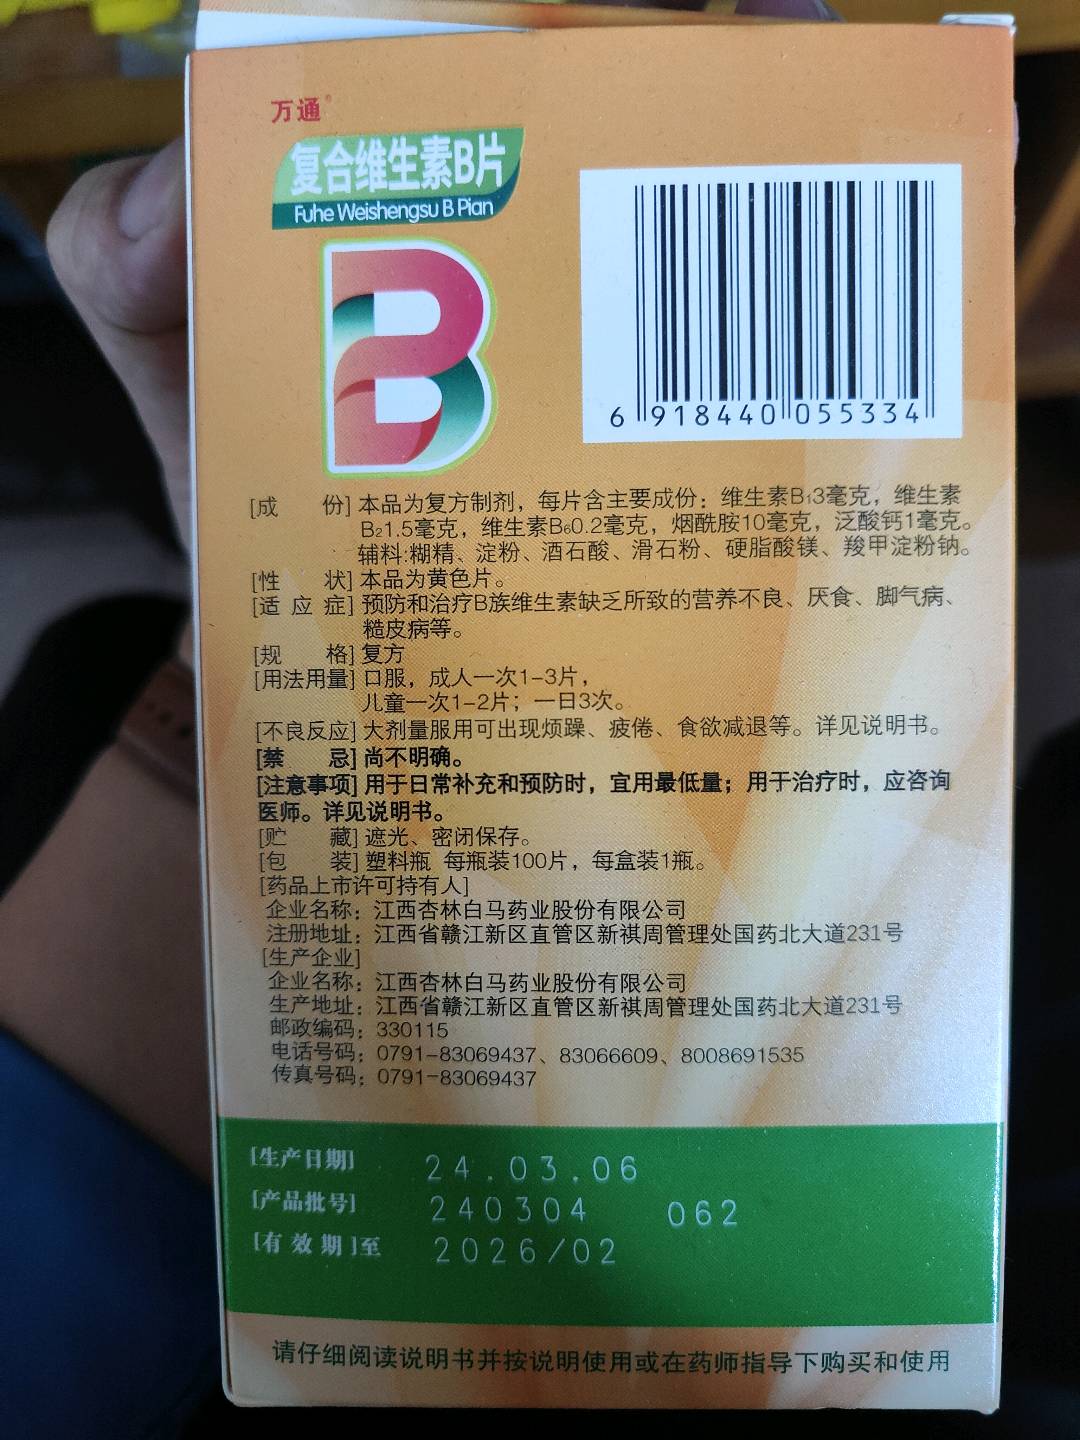 万通®
复合维生素B片
Fuhe Weishengsu B Pian
B
6 918440 055334
[成 份] 本品为复方制剂，每片含主要成份：维生素B₁3毫克，维生素
B₂1.5毫克，维生素B₆0.2毫克，烟酰胺10毫克，泛酸钙1毫克。
辅料:糊精、淀粉、酒石酸、滑石粉、硬脂酸镁、羧甲淀粉钠。
[性 状] 本品为黄色片。
[适 应 症] 预防和治疗B族维生素缺乏所致的营养不良、厌食、脚气病、
糙皮病等。
[规 格] 复方
[用法用量] 口服，成人一次1-3片，
儿童一次1-2片；一日3次。
[不良反应] 大剂量服用可出现烦躁、疲倦、食欲减退等。详见说明书。
[禁 忌] 尚不明确。
[注意事项] 用于日常补充和预防时，宜用最低量；用于治疗时，应咨询
医师。详见说明书。
[贮 藏] 遮光、密闭保存。
[包 装] 塑料瓶 每瓶装100片，每盒装1瓶。
[药品上市许可持有人]
企业名称：江西杏林白马药业股份有限公司
注册地址：江西省赣江新区直管区新祺周管理处国药北大道231号
[生产企业]
企业名称：江西杏林白马药业股份有限公司
生产地址：江西省赣江新区直管区新祺周管理处国药北大道231号
邮政编码：330115
电话号码：0791-83069437、83066609、8008691535
传真号码：0791-83069437
[生产日期] 24.03.06
[产品批号] 240304 062
[有 效 期]至 2026/02
请仔细阅读说明书并按说明使用或在药师指导下购买和使用